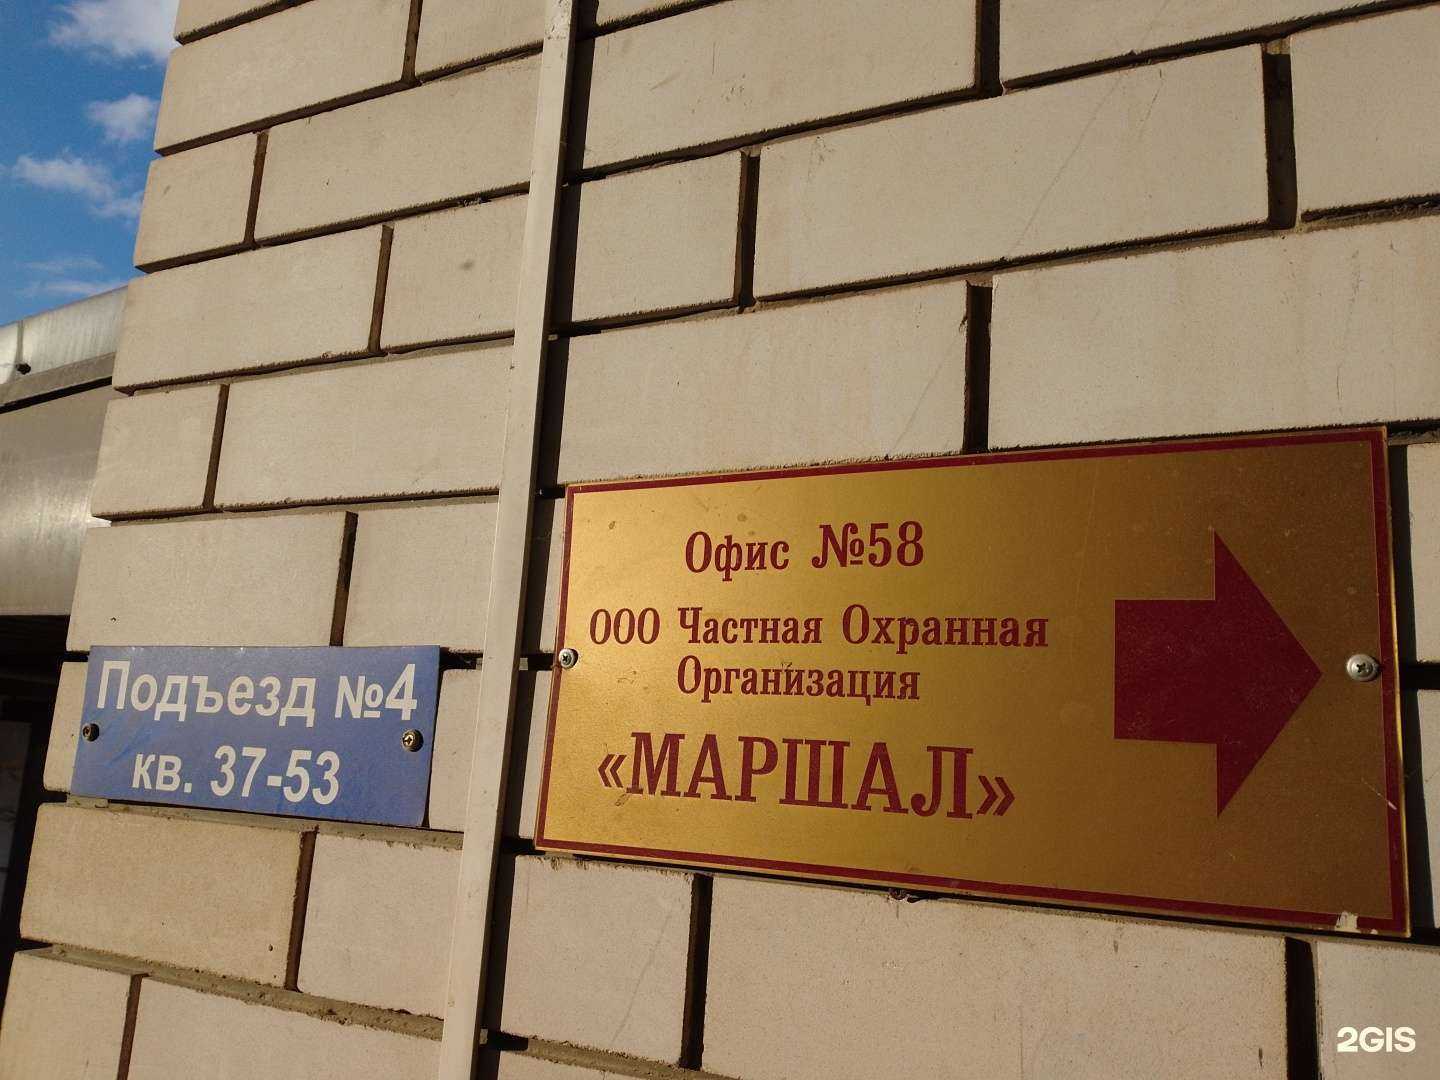 Подъезд №4
кв. 37-53
Офис №58
ООО Частная Охранная
Организация
«МАРШАЛ»
2GIS